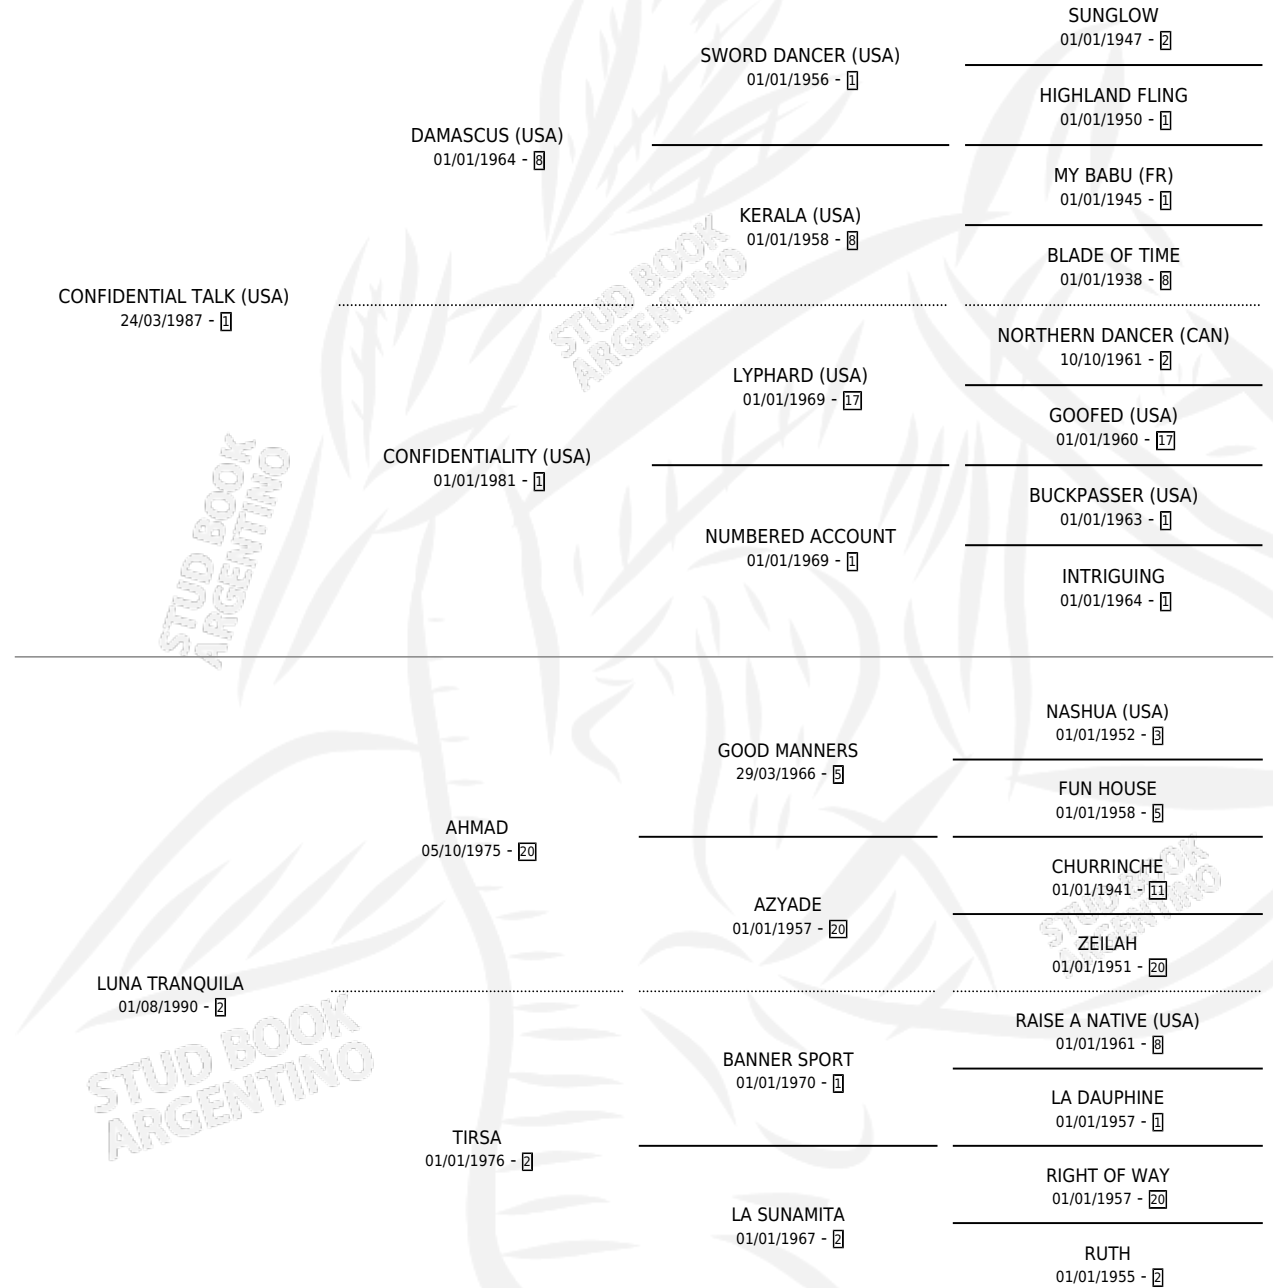 SUNGLOW
01/01/1947 - 2
SWORD DANCER (USA)
01/01/1956 - 1
HIGHLAND FLING
01/01/1950 - 1
DAMASCUS (USA)
01/01/1964 - 8
MY BABU (FR)
01/01/1945 - 1
KERALA (USA)
01/01/1958 - 8
BLADE OF TIME
01/01/1938 - 8
CONFIDENTIAL TALK (USA)
24/03/1987 - 1
STUD BOOK
ARGENTINO
NORTHERN DANCER (CAN)
10/10/1961 - 2
LYPHARD (USA)
01/01/1969 - 17
GOOFED (USA)
01/01/1960 - 17
CONFIDENTIALITY (USA)
01/01/1981 - 1
BUCKPASSER (USA)
01/01/1963 - 1
NUMBERED ACCOUNT
01/01/1969 - 1
INTRIGUING
01/01/1964 - 1
STUD BOOK
ARGENTINO
NASHUA (USA)
01/01/1952 - 3
GOOD MANNERS
29/03/1966 - 5
FUN HOUSE
01/01/1958 - 5
AHMAD
05/10/1975 - 20
CHURRINCHE
01/01/1941 - 11
AZYADE
01/01/1957 - 20
STUD BOOK
ARGENTINO
ZEILAH
01/01/1951 - 20
LUNA TRANQUILA
01/08/1990 - 2
RAISE A NATIVE (USA)
01/01/1961 - 8
BANNER SPORT
01/01/1970 - 1
LA DAUPHINE
01/01/1957 - 1
STUD BOOK
ARGENTINO
TIRSA
01/01/1976 - 2
RIGHT OF WAY
01/01/1957 - 20
LA SUNAMITA
01/01/1967 - 2
RUTH
01/01/1955 - 2